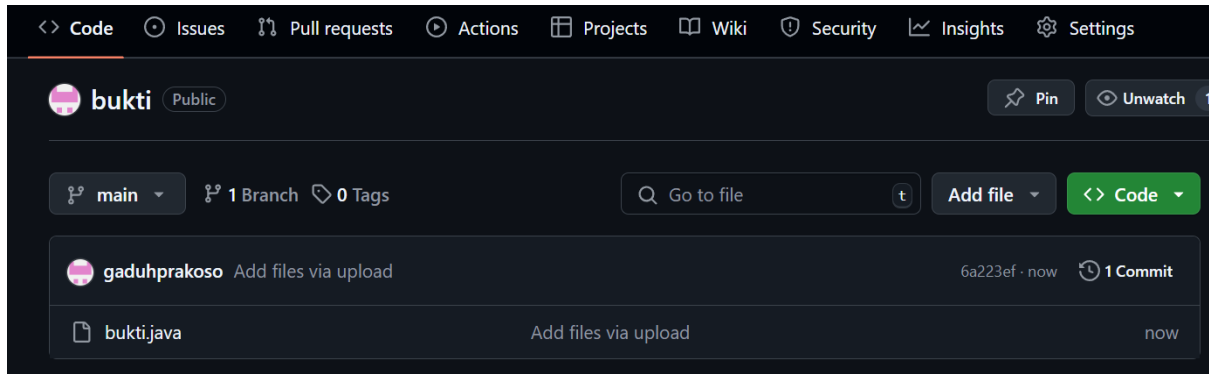 <> Code Issues Pull requests Actions Projects Wiki Security Insights Settings
bukti Public Pin Unwatch 1
main 1 Branch 0 Tags Go to file t Add file <> Code
gaduhprakoso Add files via upload 6a223ef · now 1 Commit
bukti.java Add files via upload now